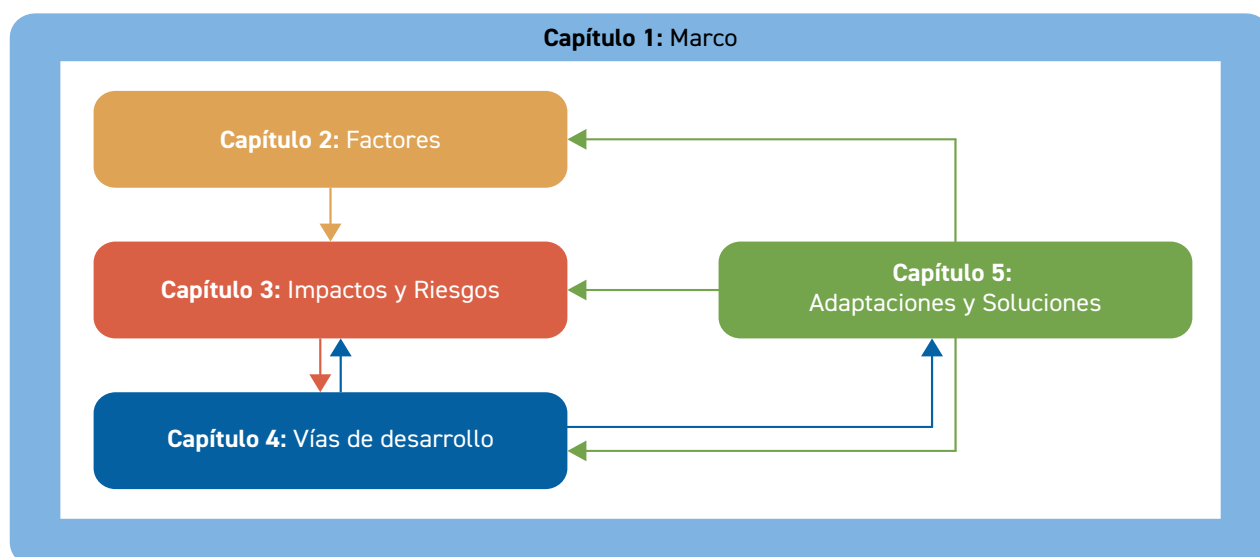 Capítulo 1: Marco
Capítulo 2: Factores
Capítulo 3: Impactos y Riesgos
Capítulo 5:
Adaptaciones y Soluciones
Capítulo 4: Vías de desarrollo